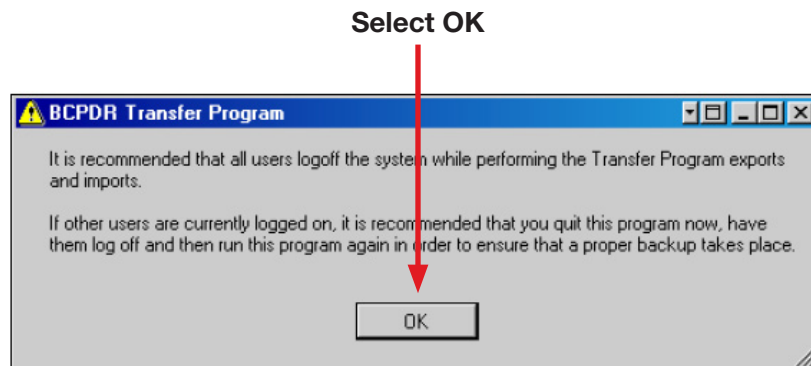 Select OK
BCPDR Transfer Program
It is recommended that all users logoff the system while performing the Transfer Program exports
and imports.
If other users are currently logged on, it is recommended that you quit this program now, have
them log off and then run this program again in order to ensure that a proper backup takes place.
OK